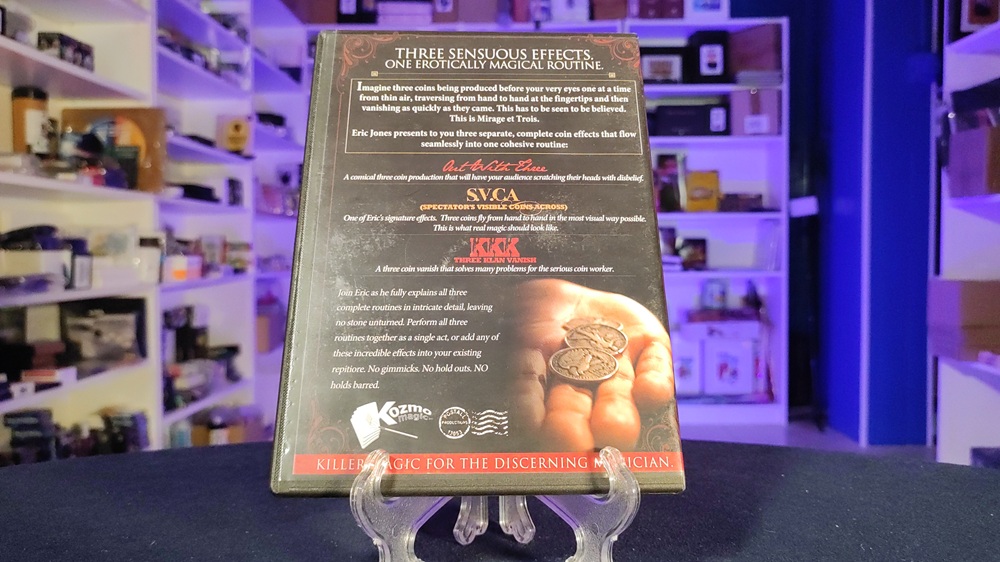 THREE SENSUOUS EFFECTS.
ONE EROTICALLY MAGICAL ROUTINE.
Imagine three coins being produced before your very eyes one at a time
from thin air, traversing from hand to hand at the fingertips and then
vanishing as quickly as they came. This has to be seen to be believed.
This is Mirage et Trois.
Eric Jones presents to you three separate, complete coin effects that flow
seamlessly into one cohesive routine:
Out With Three
A comical three coin production that will have your audience scratching their heads with disbelief.
S.V.C.A
(SPECTATOR'S VISIBLE COINS ACROSS)
One of Eric's signature effects. Three coins fly from hand to hand in the most visual way possible.
This is what real magic should look like.
KKK
THREE KLAN VANISH
A three coin vanish that solves many problems for the serious coin worker.
Join Eric as he fully explains all three
complete routines in intricate detail, leaving
no stone unturned. Perform all three
routines together as a single act, or add any of
these incredible effects into your existing
repitiore. No gimmicks. No hold outs. NO
holds barred.
Kozmo
magic
PRODUCTIONS
KILLER MAGIC FOR THE DISCERNING MAGICIAN.